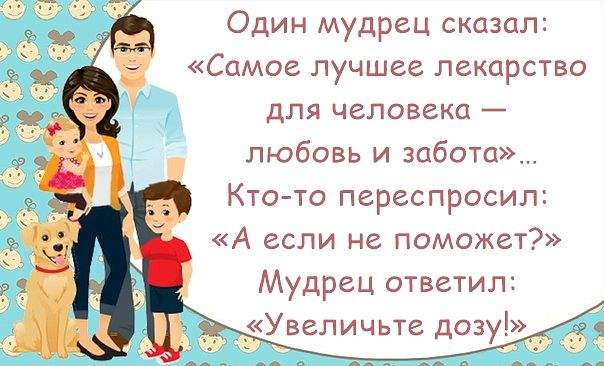 Один мудрец сказал:
«Самое лучшее лекарство
для человека —
любовь и забота»...
Кто-то переспросил:
«А если не поможет?»
Мудрец ответил:
«Увеличьте дозу!»